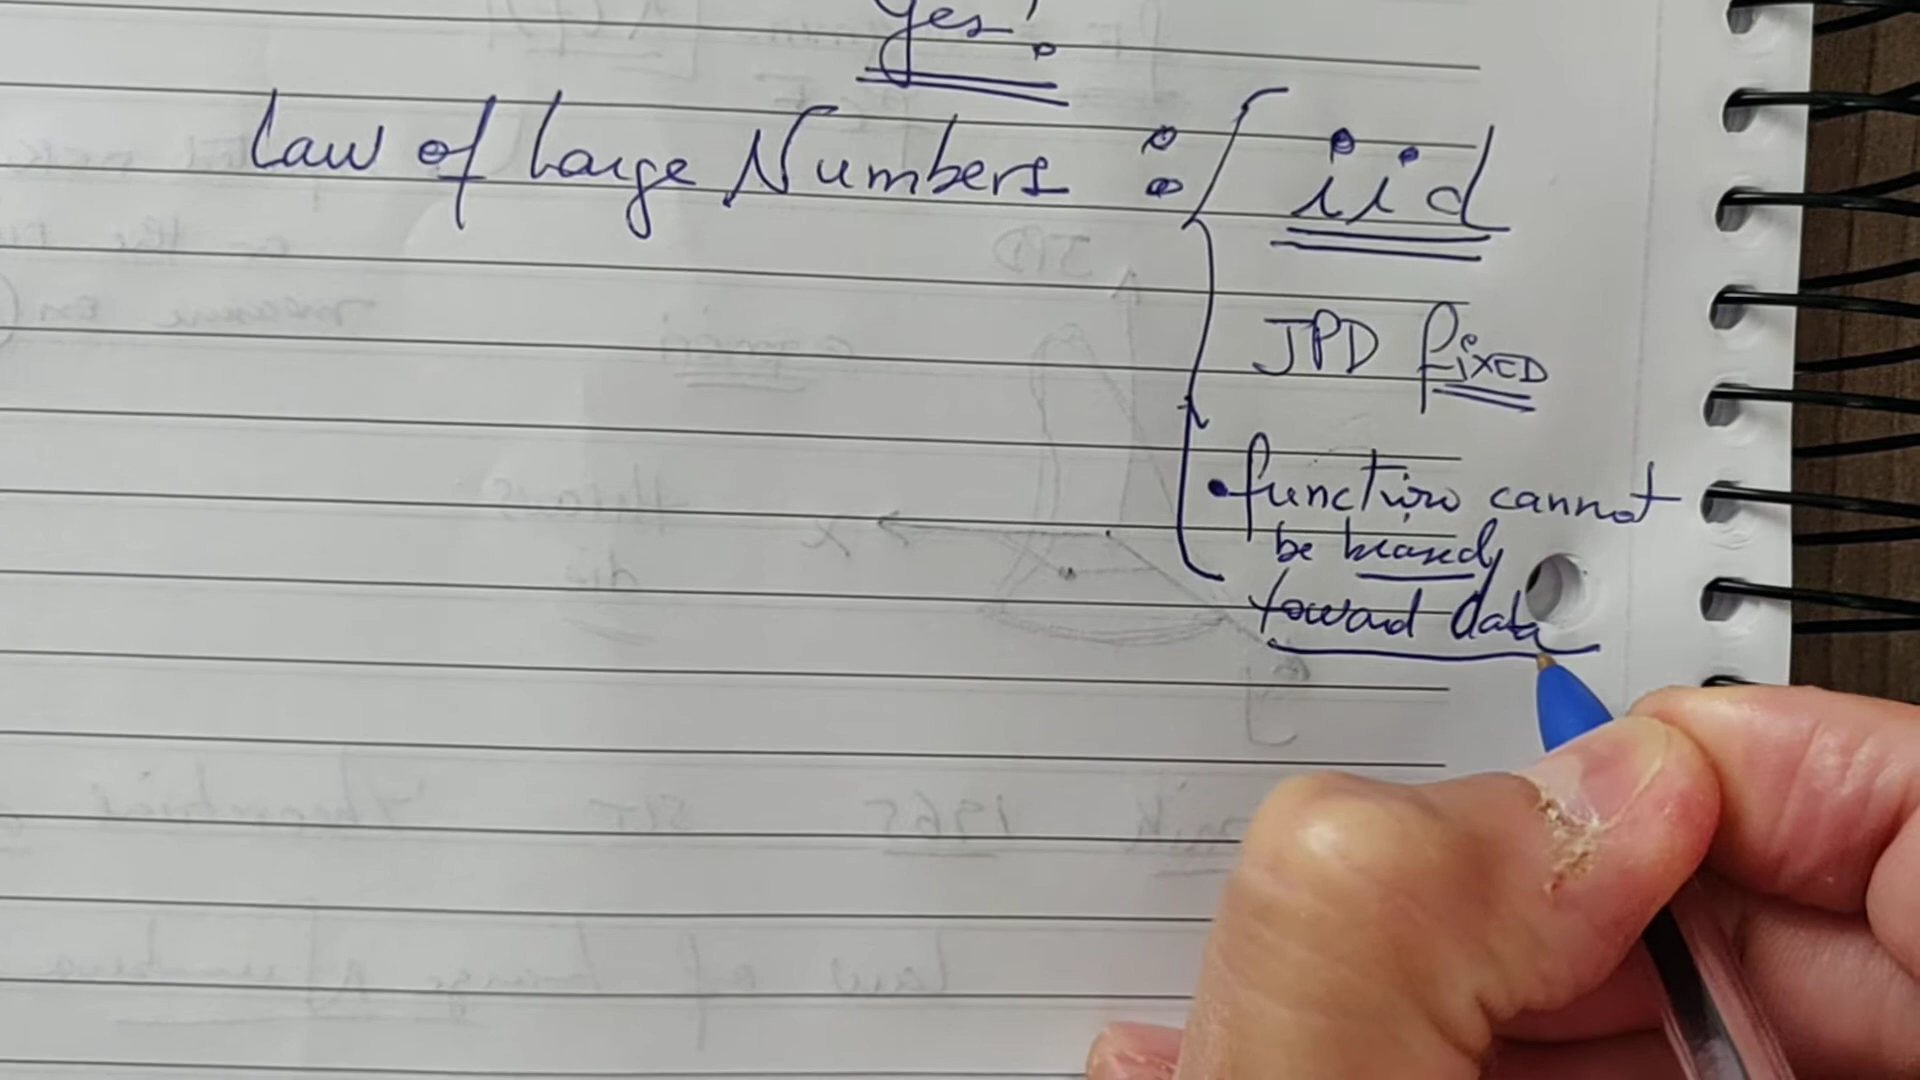 Yes!
Law of Large Numbers :
iid
JPD fixED
• function cannot
be biased
toward data